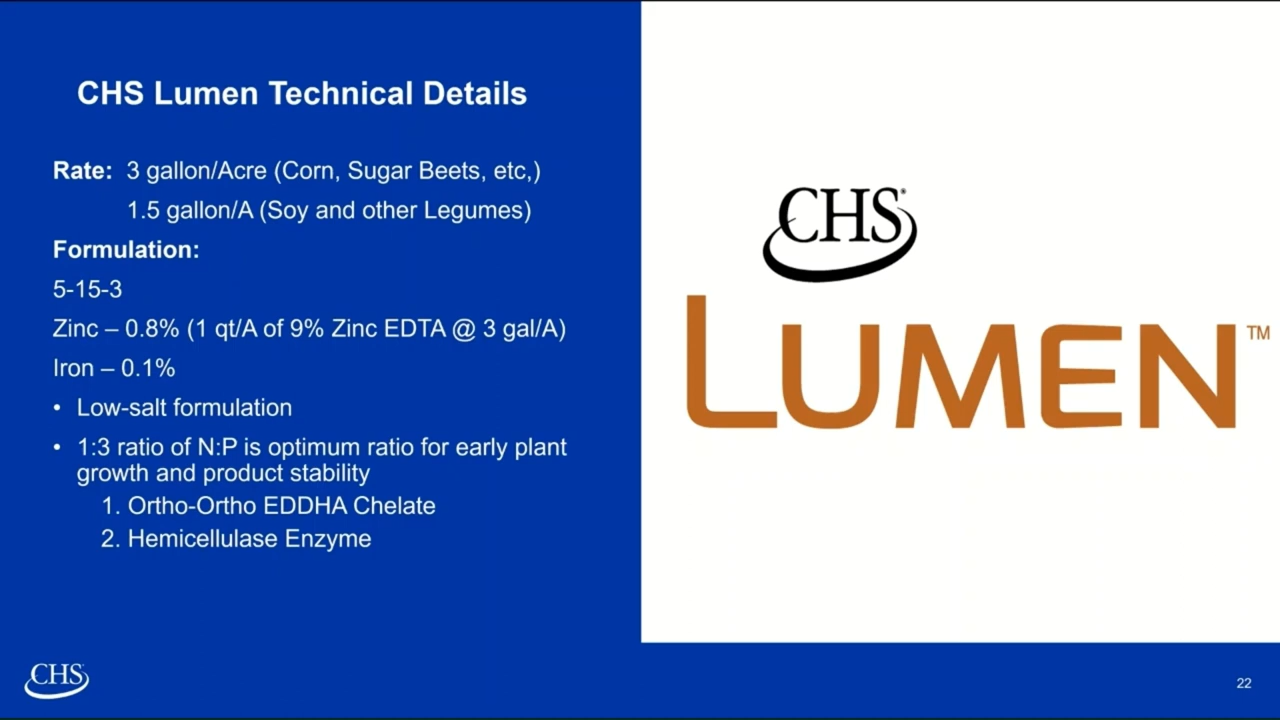 CHS Lumen Technical Details
Rate: 3 gallon/Acre (Corn, Sugar Beets, etc,)
1.5 gallon/A (Soy and other Legumes)
Formulation:
5-15-3
Zinc – 0.8% (1 qt/A of 9% Zinc EDTA @ 3 gal/A)
Iron – 0.1%
• Low-salt formulation
• 1:3 ratio of N:P is optimum ratio for early plant
growth and product stability
1. Ortho-Ortho EDDHA Chelate
2. Hemicellulase Enzyme
CHS®
LUMEN™
CHS
22